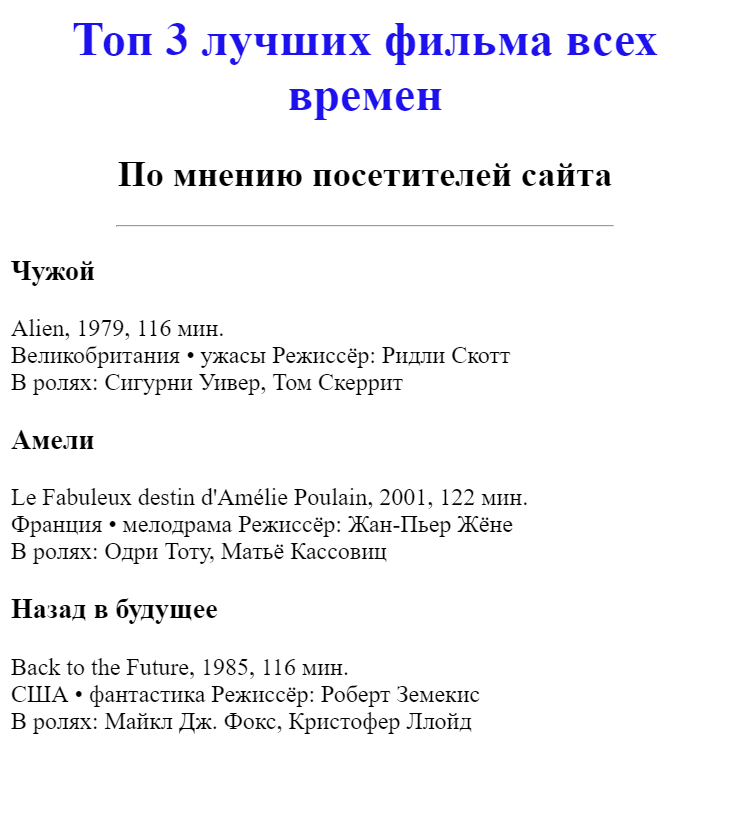 Топ 3 лучших фильма всех
времен
По мнению посетителей сайта
Чужой
Alien, 1979, 116 мин.
Великобритания • ужасы Режиссёр: Ридли Скотт
В ролях: Сигурни Уивер, Том Скеррит
Амели
Le Fabuleux destin d'Amélie Poulain, 2001, 122 мин.
Франция • мелодрама Режиссёр: Жан-Пьер Жёне
В ролях: Одри Тоту, Матьё Кассовиц
Назад в будущее
Back to the Future, 1985, 116 мин.
США • фантастика Режиссёр: Роберт Земекис
В ролях: Майкл Дж. Фокс, Кристофер Ллойд